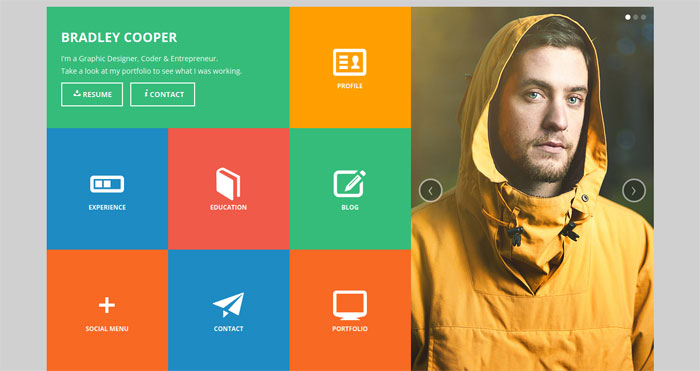 BRADLEY COOPER
I'm a Graphic Designer, Coder & Entrepreneur.
Take a look at my portfolio to see what I was working.
RESUME
CONTACT
PROFILE
EXPERIENCE
EDUCATION
BLOG
SOCIAL MENU
CONTACT
PORTFOLIO